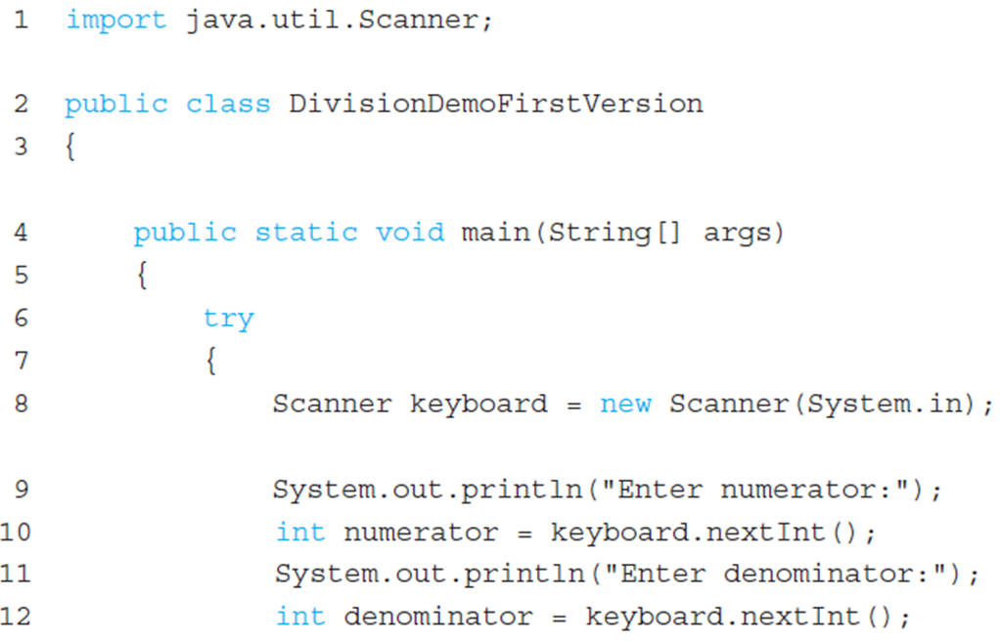 1 import java.util.Scanner;
2 public class DivisionDemoFirstVersion
3 {
4 public static void main(String[] args)
5 {
6 try
7 {
8 Scanner keyboard = new Scanner(System.in);
9 System.out.println("Enter numerator:");
10 int numerator = keyboard.nextInt();
11 System.out.println("Enter denominator:");
12 int denominator = keyboard.nextInt();